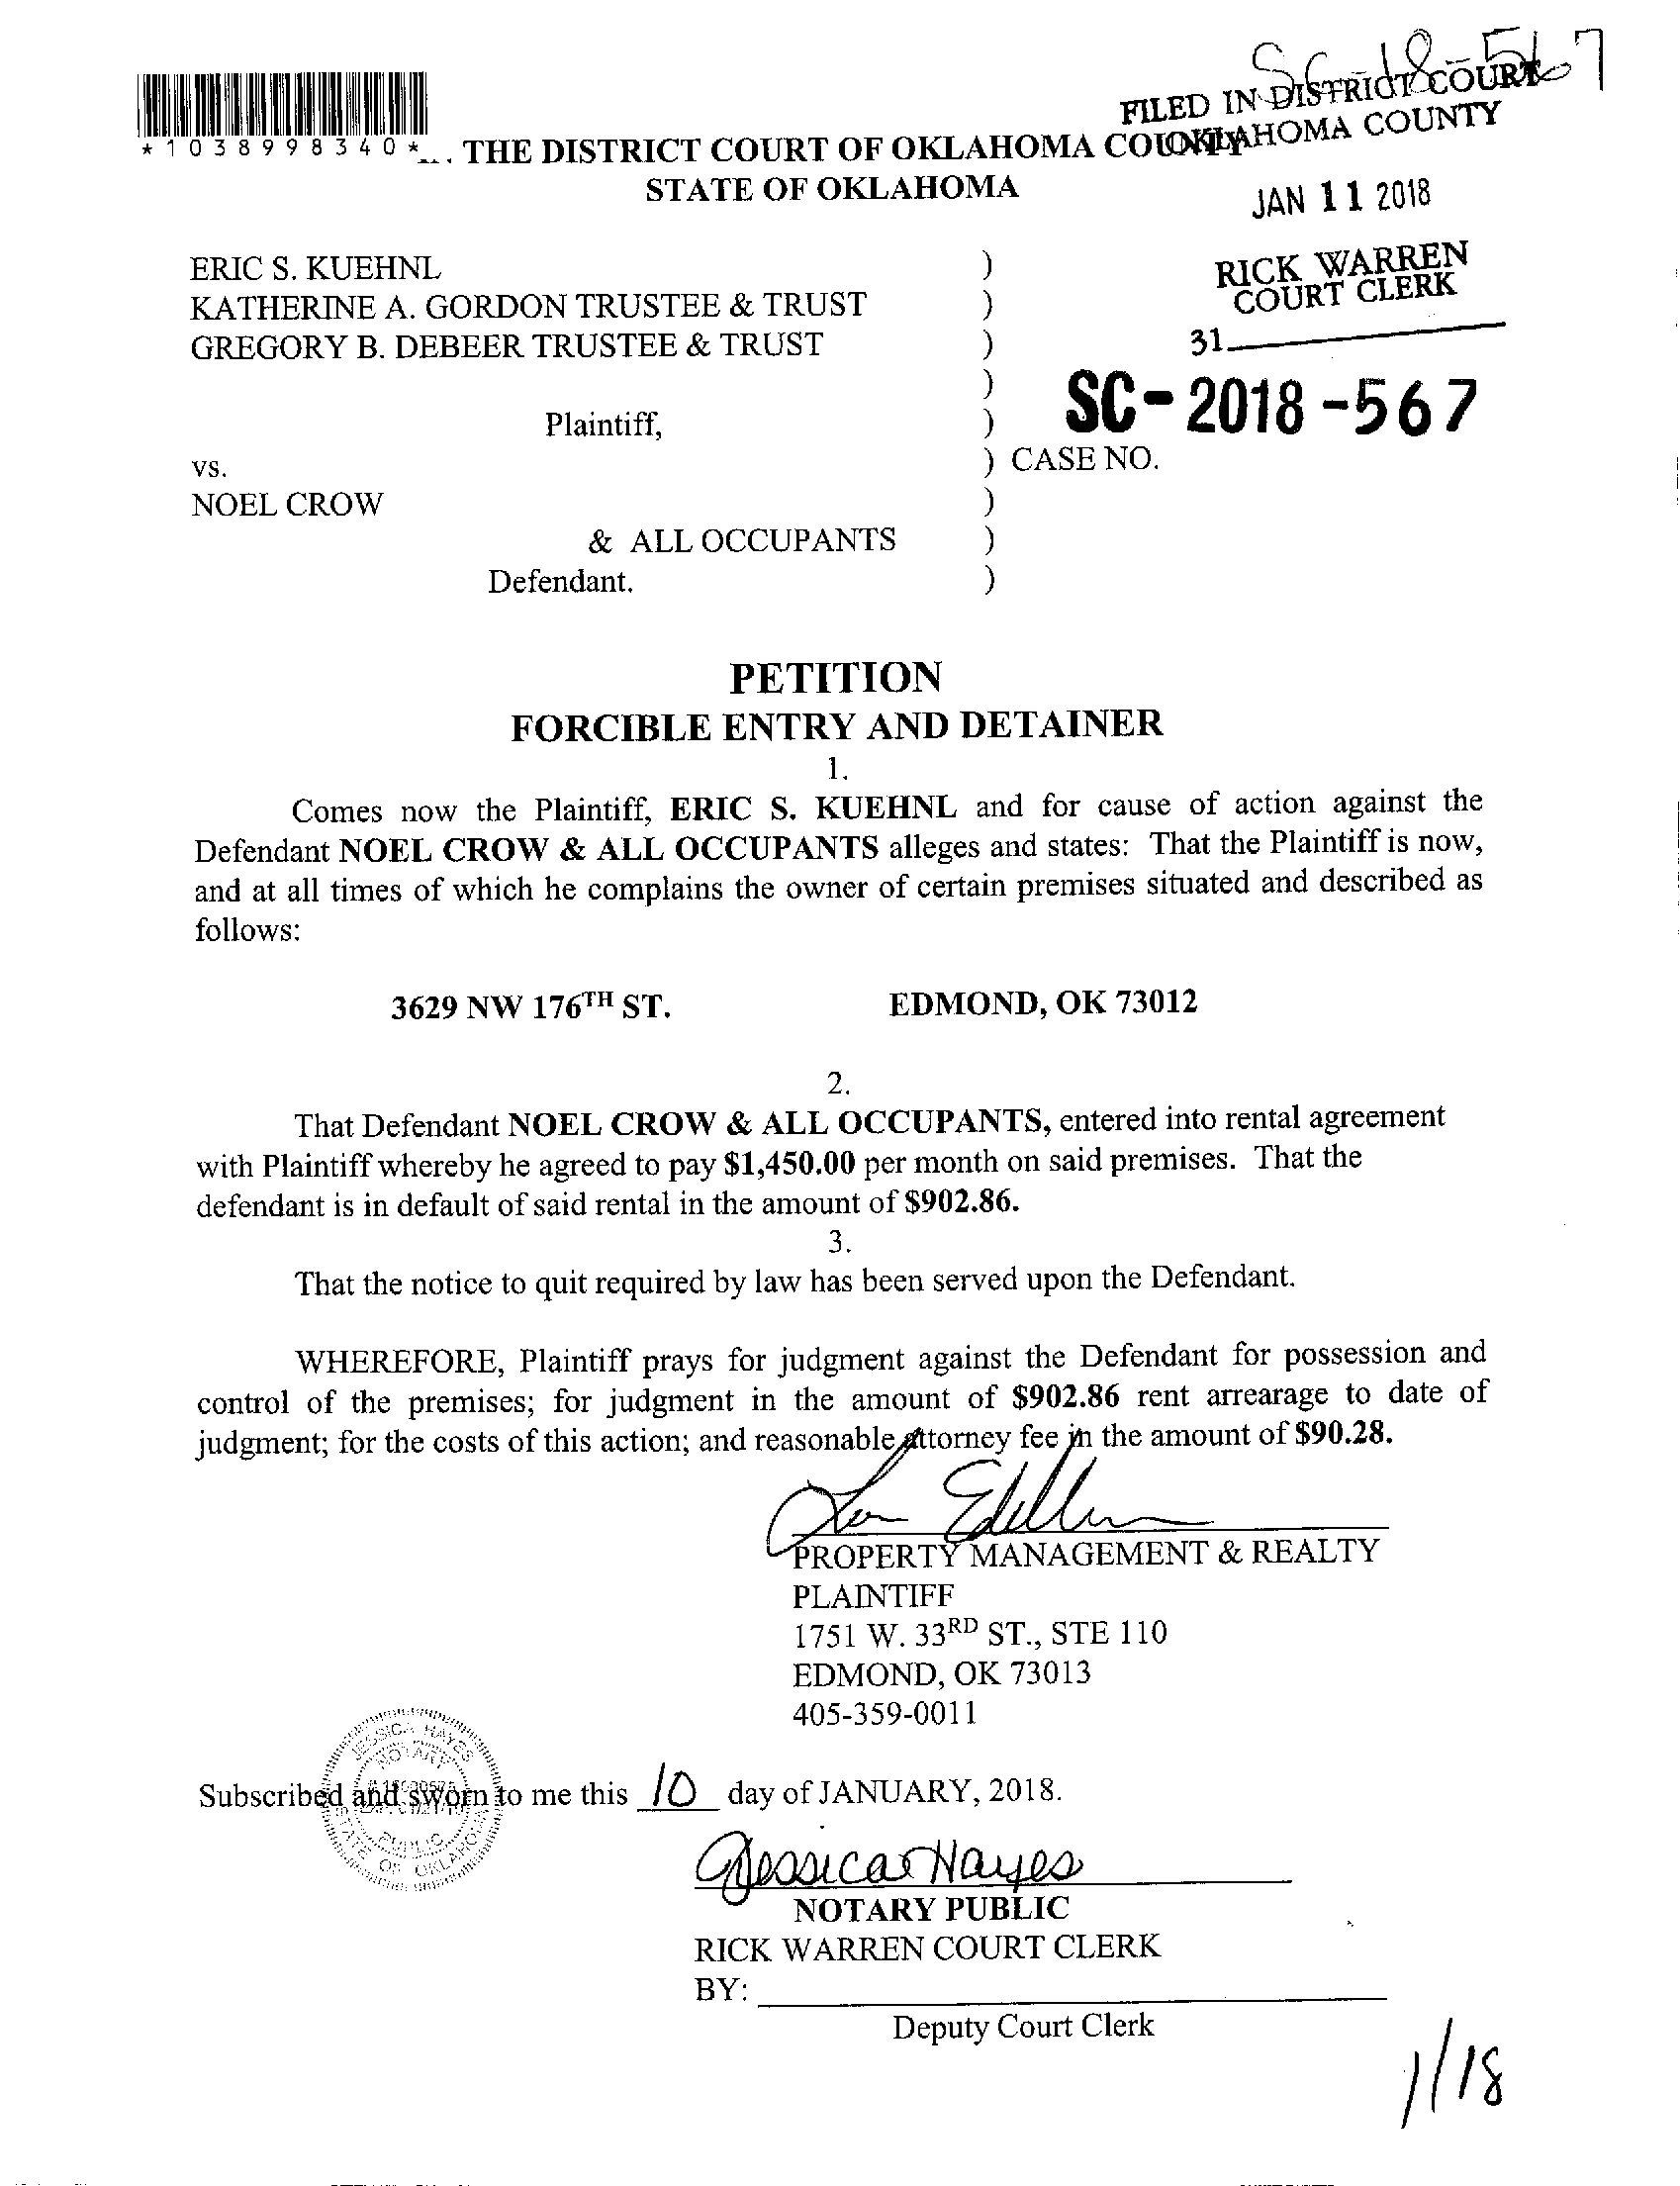 SC-18-567
FILED IN DISTRICT COURT
OKLAHOMA COUNTY
*1038998340*
THE DISTRICT COURT OF OKLAHOMA COUNTY
STATE OF OKLAHOMA
JAN 11 2018
ERIC S. KUEHNL )
RICK WARREN
COURT CLERK
KATHERINE A. GORDON TRUSTEE & TRUST )
GREGORY B. DEBEER TRUSTEE & TRUST )
31
)
SC-2018-567
Plaintiff, )
vs. ) CASE NO.
NOEL CROW )
& ALL OCCUPANTS )
Defendant. )
PETITION
FORCIBLE ENTRY AND DETAINER
1.
Comes now the Plaintiff, ERIC S. KUEHNL and for cause of action against the
Defendant NOEL CROW & ALL OCCUPANTS alleges and states: That the Plaintiff is now,
and at all times of which he complains the owner of certain premises situated and described as
follows:
3629 NW 176TH ST. EDMOND, OK 73012
2.
That Defendant NOEL CROW & ALL OCCUPANTS, entered into rental agreement
with Plaintiff whereby he agreed to pay $1,450.00 per month on said premises. That the
defendant is in default of said rental in the amount of $902.86.
3.
That the notice to quit required by law has been served upon the Defendant.
WHEREFORE, Plaintiff prays for judgment against the Defendant for possession and
control of the premises; for judgment in the amount of $902.86 rent arrearage to date of
judgment; for the costs of this action; and reasonable attorney fee in the amount of $90.28.
PROPERTY MANAGEMENT & REALTY
PLAINTIFF
1751 W. 33RD ST., STE 110
EDMOND, OK 73013
405-359-0011
JESSICA HAYES
NOTARY
PUBLIC
STATE OF OKLAHOMA
Subscribed and sworn to me this 10 day of JANUARY, 2018.
Jessica Hayes
NOTARY PUBLIC
RICK WARREN COURT CLERK
BY:
Deputy Court Clerk
1/18